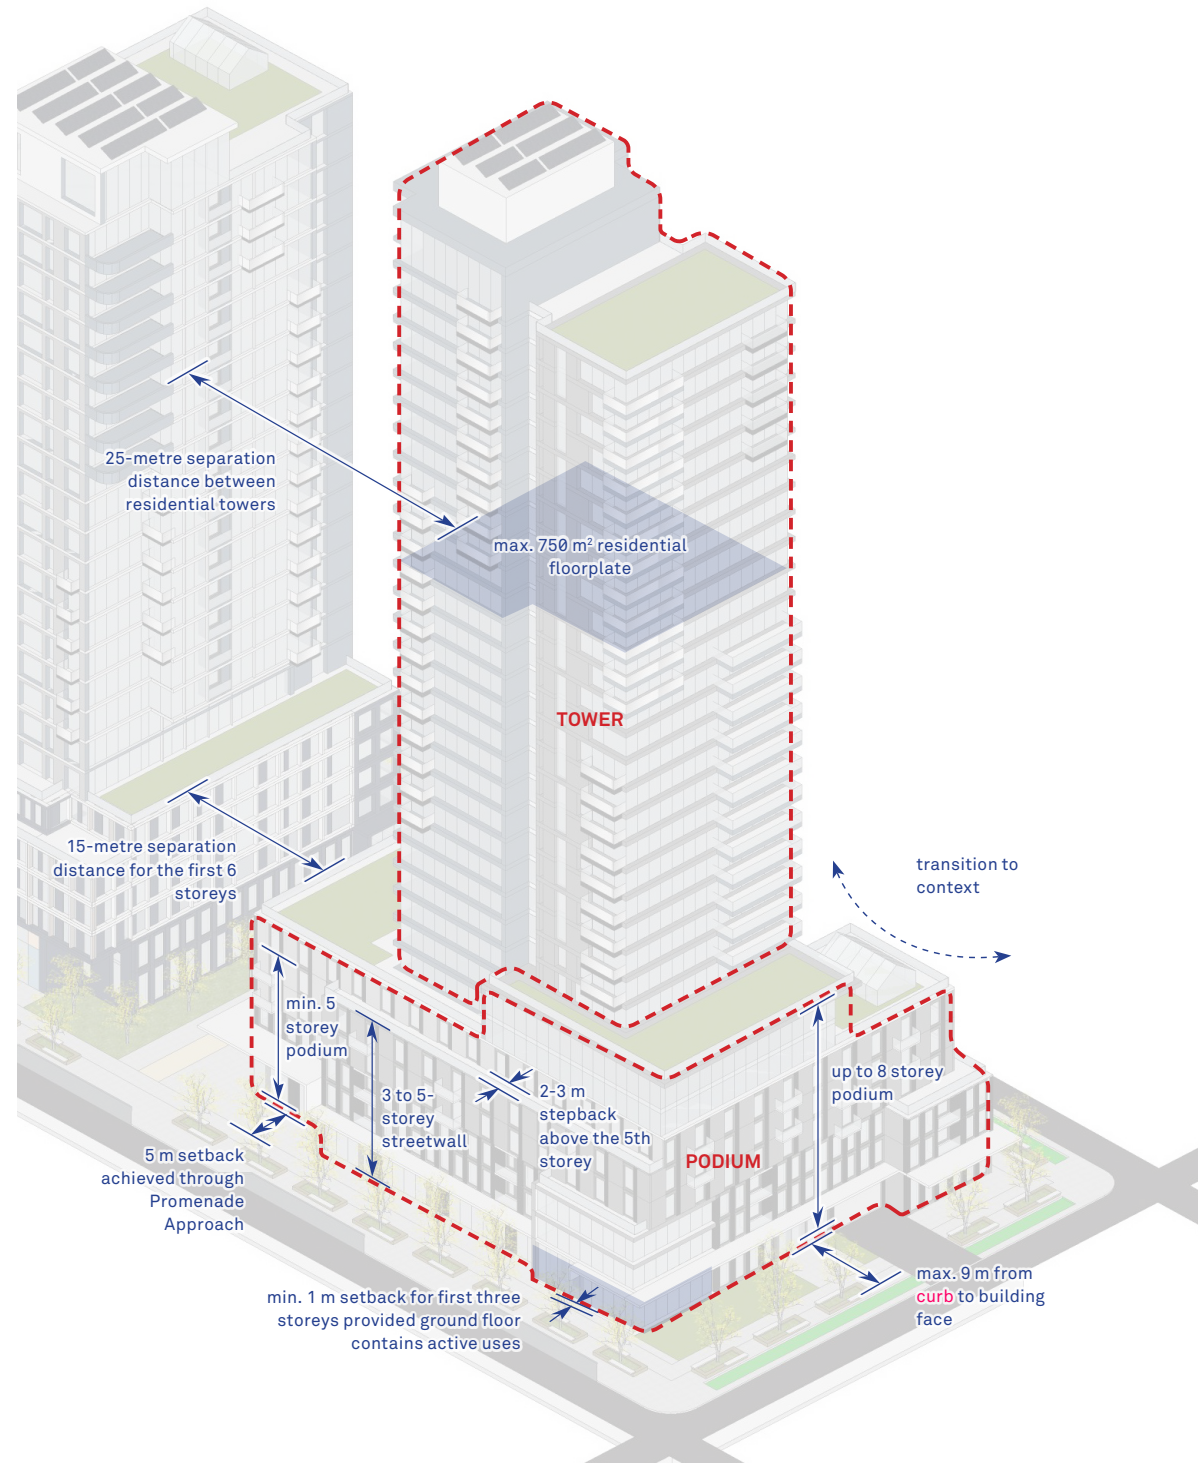 25-metre separation
distance between
residential towers
max. 750 m² residential
floorplate
TOWER
15-metre separation
distance for the first 6
storeys
transition to
context
min. 5
storey
podium
3 to 5-
storey
streetwall
2-3 m
stepback
above the 5th
storey
up to 8 storey
podium
PODIUM
5 m setback
achieved through
Promenade
Approach
min. 1 m setback for first three
storeys provided ground floor
contains active uses
max. 9 m from
curb to building
face